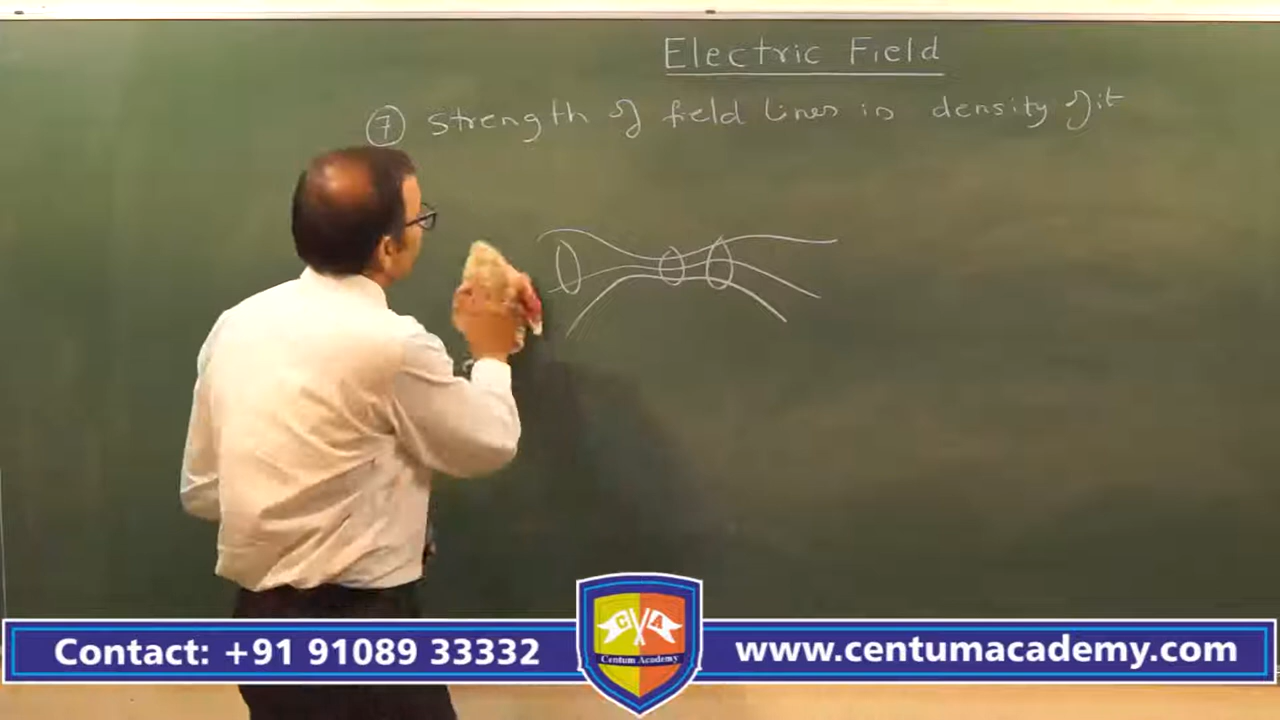 Electric Field
7 Strength of field lines is density of it
Contact: +91 91089 33332
C A
Centum Academy
www.centumacademy.com